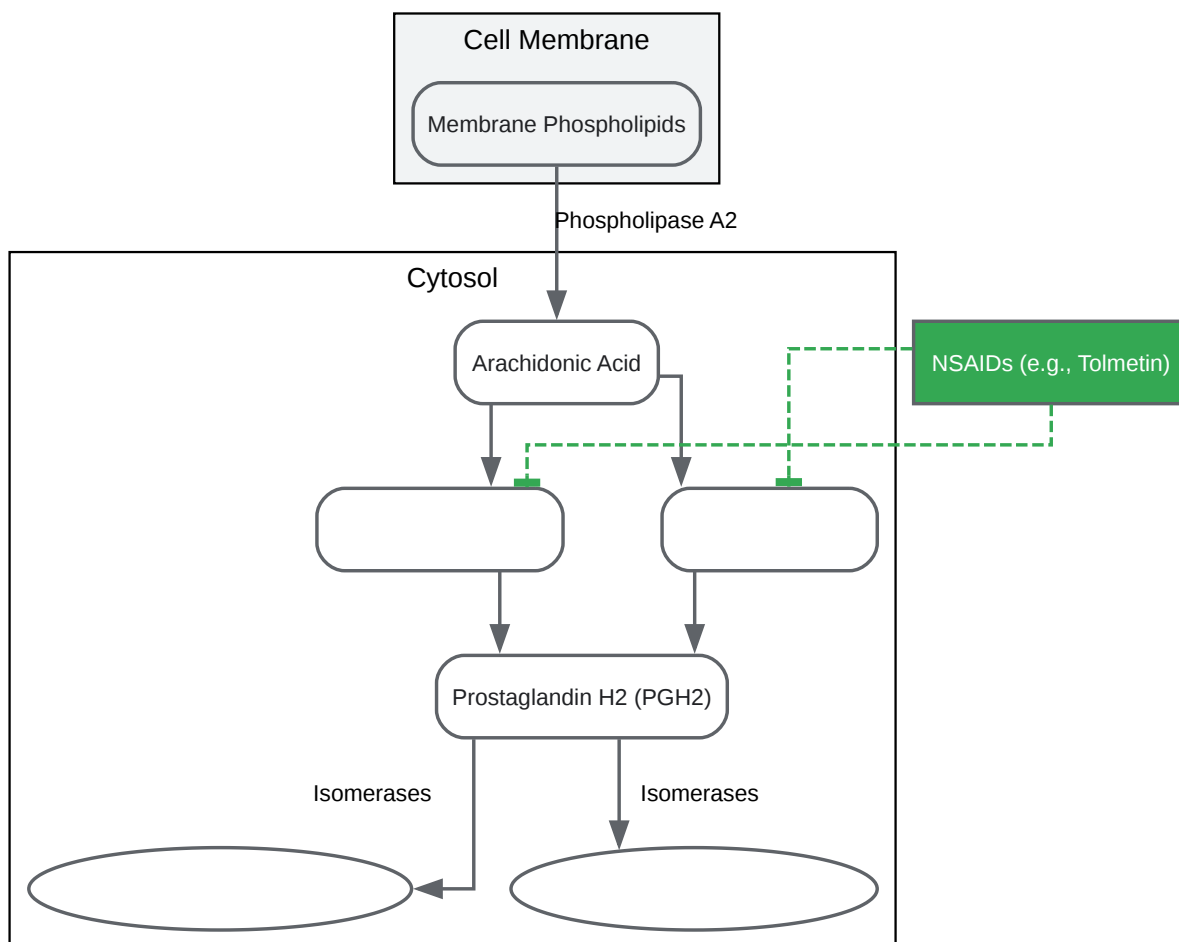 Cell Membrane
Membrane Phospholipids
Phospholipase A2
Cytosol
Arachidonic Acid
NSAIDs (e.g., Tolmetin)
Prostaglandin H2 (PGH2)
Isomerases
Isomerases